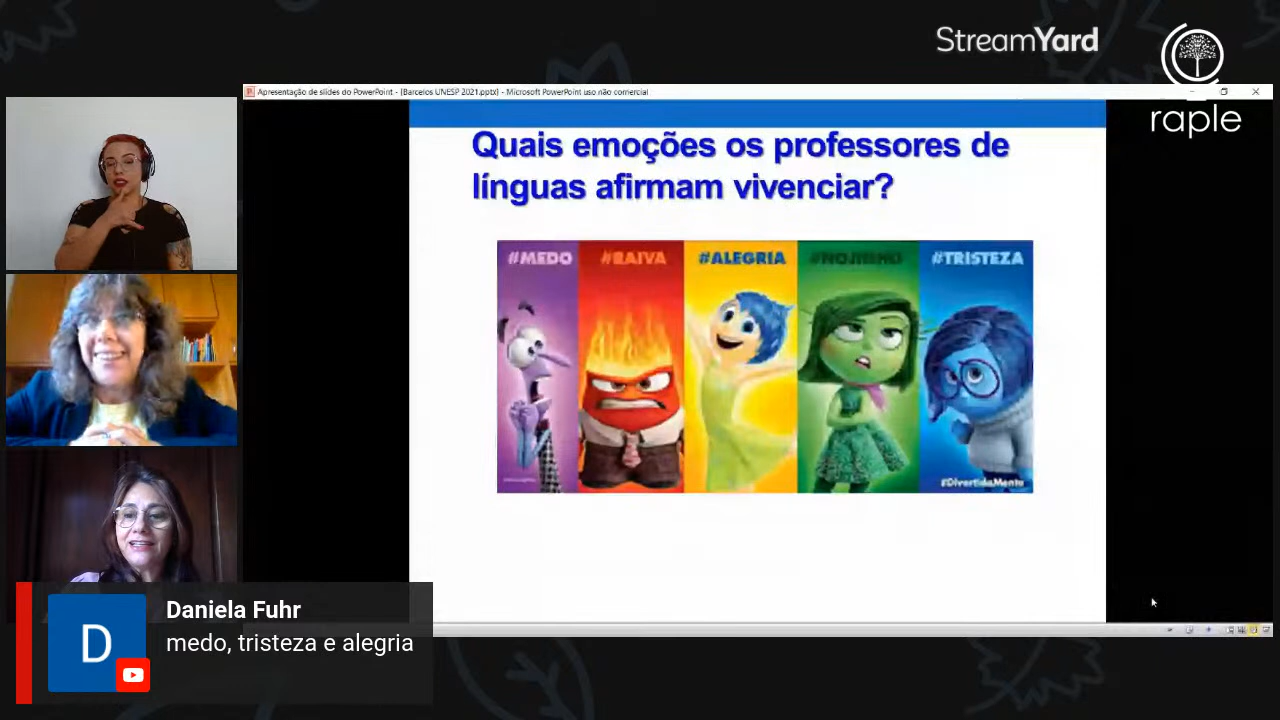 StreamYard
raple
Apresentação de slides do PowerPoint - [Barcelos UNESP 2021.pptx] - Microsoft PowerPoint uso não comercial
Quais emoções os professores de
línguas afirmam vivenciar?
#MEDO
#RAIVA
#ALEGRIA
#NOJINHO
#TRISTEZA
#DivertidaMente
Daniela Fuhr
D
medo, tristeza e alegria